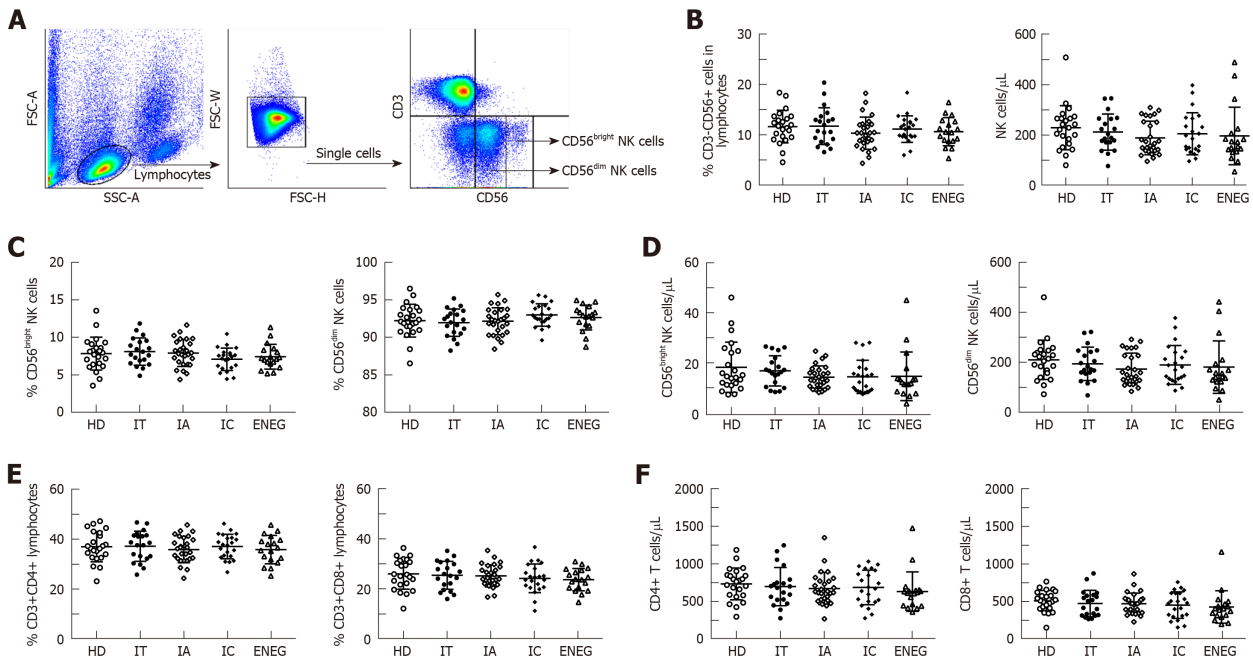 A
FSC-A
SSC-A
Lymphocytes
FSC-W
FSC-H
Single cells
CD3
CD56
CD56bright NK cells
CD56dim NK cells
B
% CD3-CD56+ cells in
lymphocytes
30
20
10
0
HD IT IA IC ENEG
NK cells/μL
600
400
200
0
HD IT IA IC ENEG
C
% CD56bright NK cells
20
15
10
5
0
HD IT IA IC ENEG
% CD56dim NK cells
100
95
90
85
80
HD IT IA IC ENEG
D
CD56bright NK cells/μL
60
40
20
0
HD IT IA IC ENEG
CD56dim NK cells/μL
600
400
200
0
HD IT IA IC ENEG
E
% CD3+CD4+ lymphocytes
60
40
20
0
HD IT IA IC ENEG
% CD3+CD8+ lymphocytes
60
40
20
0
HD IT IA IC ENEG
F
CD4+ T cells/μL
2000
1500
1000
500
0
HD IT IA IC ENEG
CD8+ T cells/μL
2000
1500
1000
500
0
HD IT IA IC ENEG